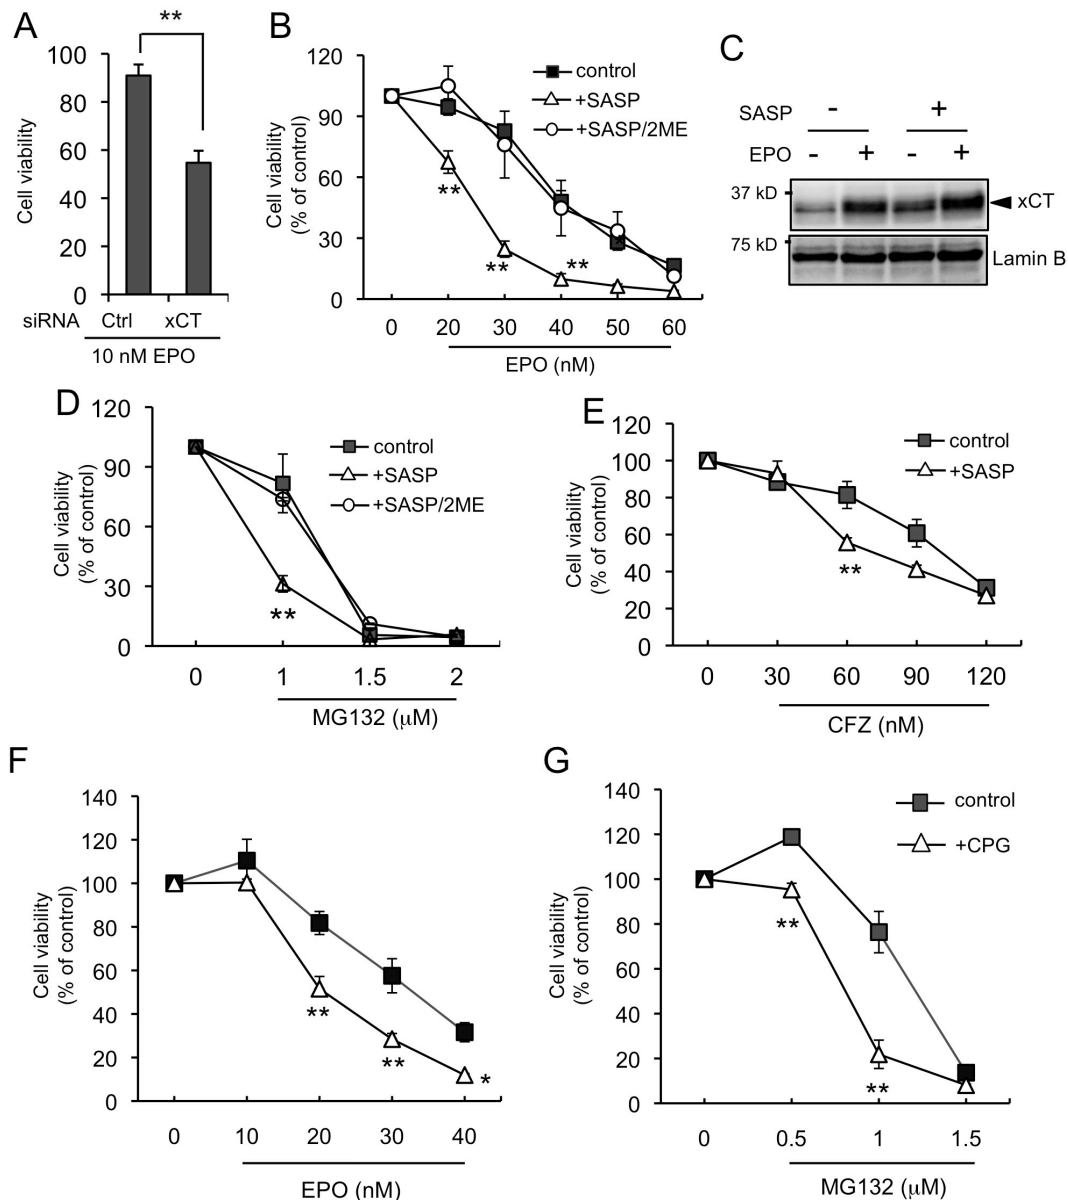 A
**
100
80
60
40
20
0
Cell viability
siRNA Ctrl xCT
10 nM EPO
B
120
90
60
30
0
Cell viability
(% of control)
control
+SASP
+SASP/2ME
**
**
**
0 20 30 40 50 60
EPO (nM)
C
SASP - +
EPO - + - +
37 kD
xCT
75 kD
Lamin B
D
120
90
60
30
0
Cell viability
(% of control)
control
+SASP
+SASP/2ME
**
0 1 1.5 2
MG132 (μM)
E
120
100
80
60
40
20
0
Cell viability
(% of control)
control
+SASP
**
0 30 60 90 120
CFZ (nM)
F
140
120
100
80
60
40
20
0
Cell viability
(% of control)
**
**
*
0 10 20 30 40
EPO (nM)
G
140
120
100
80
60
40
20
0
Cell viability
(% of control)
control
+CPG
**
**
0 0.5 1 1.5
MG132 (μM)